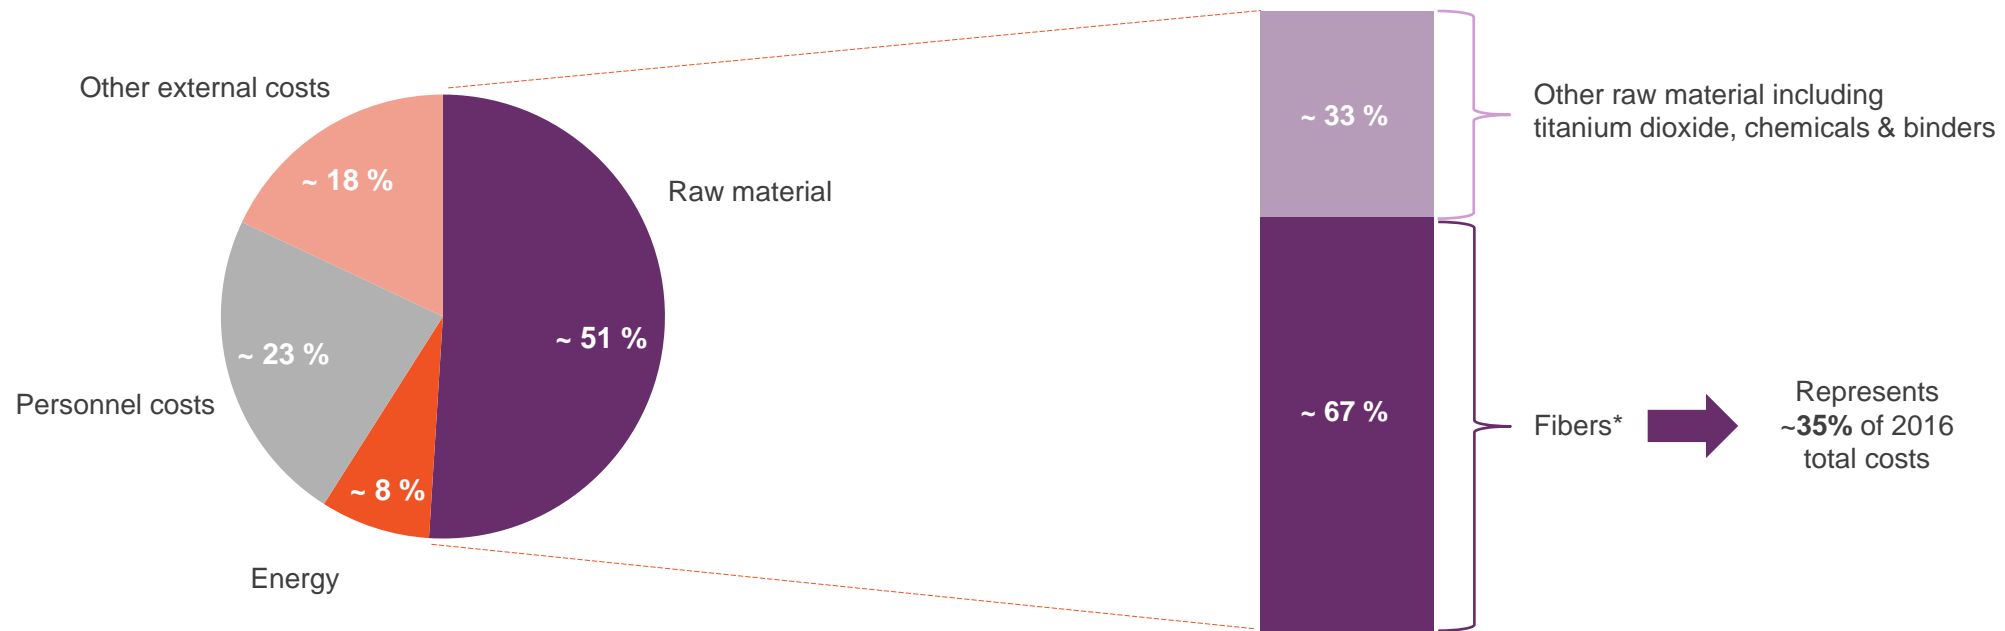 Other external costs
~ 18 %
Raw material
~ 51 %
~ 23 %
Personnel costs
~ 8 %
Energy
~ 33 %
Other raw material including
titanium dioxide, chemicals & binders
~ 67 %
Fibers*
Represents
~35% of 2016
total costs